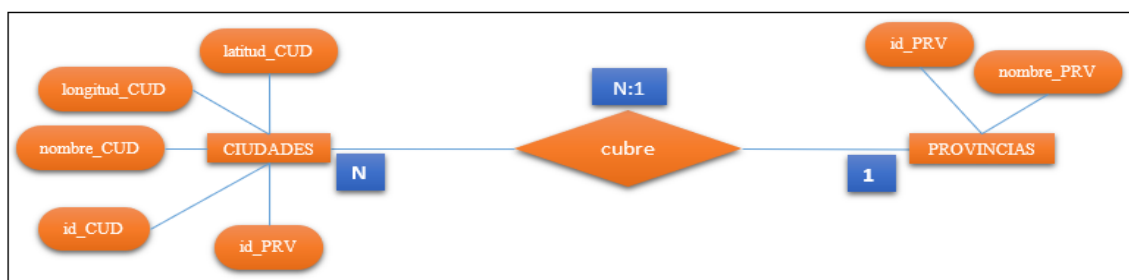 latitud_CUD
id_PRV
longitud_CUD
nombre_PRV
N:1
nombre_CUD
CIUDADES
cubre
PROVINCIAS
N
1
id_CUD
id_PRV